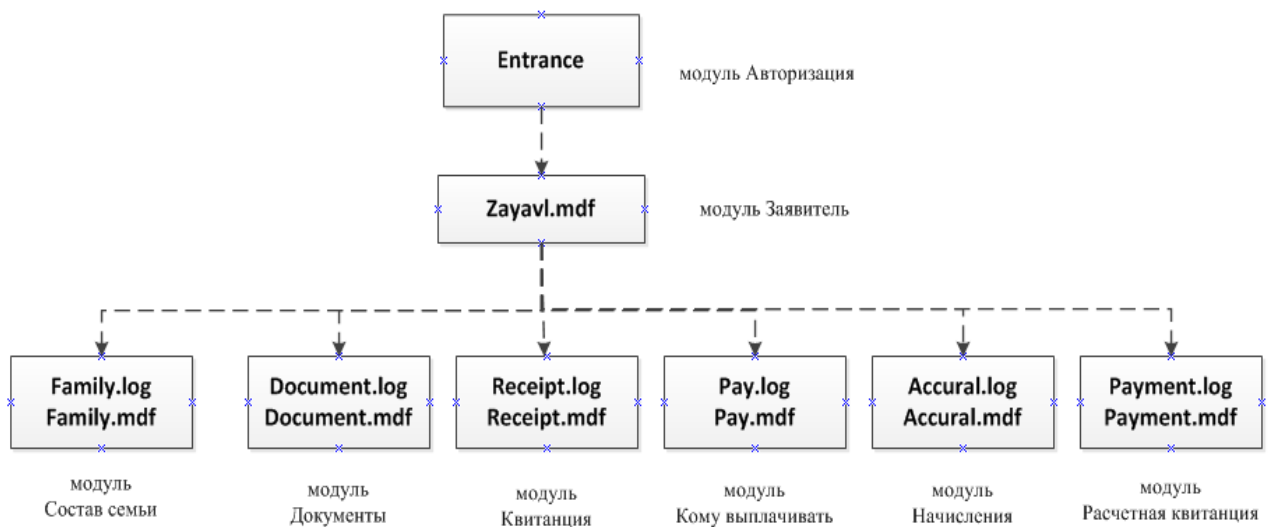 Entrance
модуль Авторизация
Zayavl.mdf
модуль Заявитель
Family.log
Family.mdf
Document.log
Document.mdf
Receipt.log
Receipt.mdf
Pay.log
Pay.mdf
Accural.log
Accural.mdf
Payment.log
Payment.mdf
модуль
Состав семьи
модуль
Документы
модуль
Квитанция
модуль
Кому выплачивать
модуль
Начисления
модуль
Расчетная квитанция